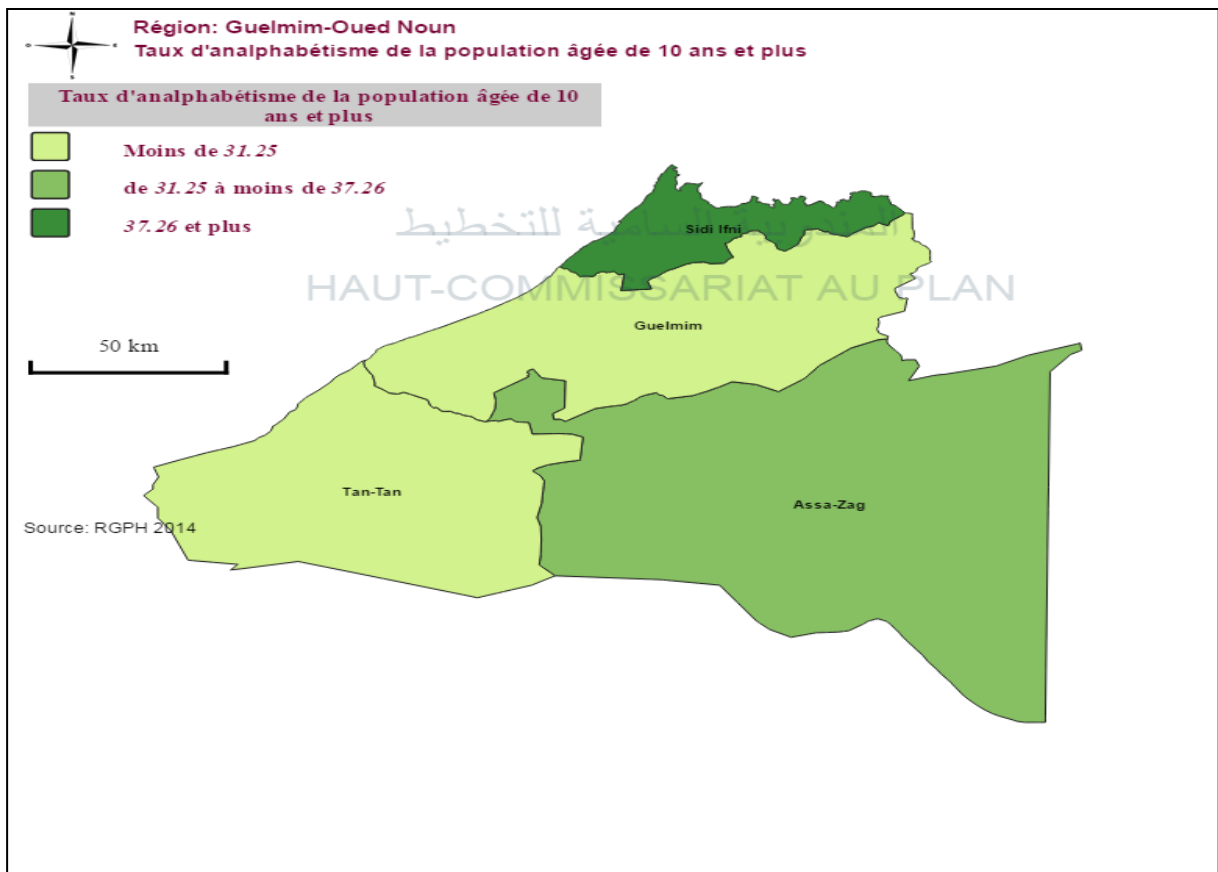 N
Région: Guelmim-Oued Noun
Taux d'analphabétisme de la population âgée de 10 ans et plus
S
Taux d'analphabétisme de la population âgée de 10
ans et plus
Moins de 31.25
de 31.25 à moins de 37.26
37.26 et plus
المندوبية السامية للتخطيط
Sidi Ifni
HAUT-COMMISSARIAT AU PLAN
Guelmim
50 km
Tan-Tan
Assa-Zag
Source: RGPH 2014